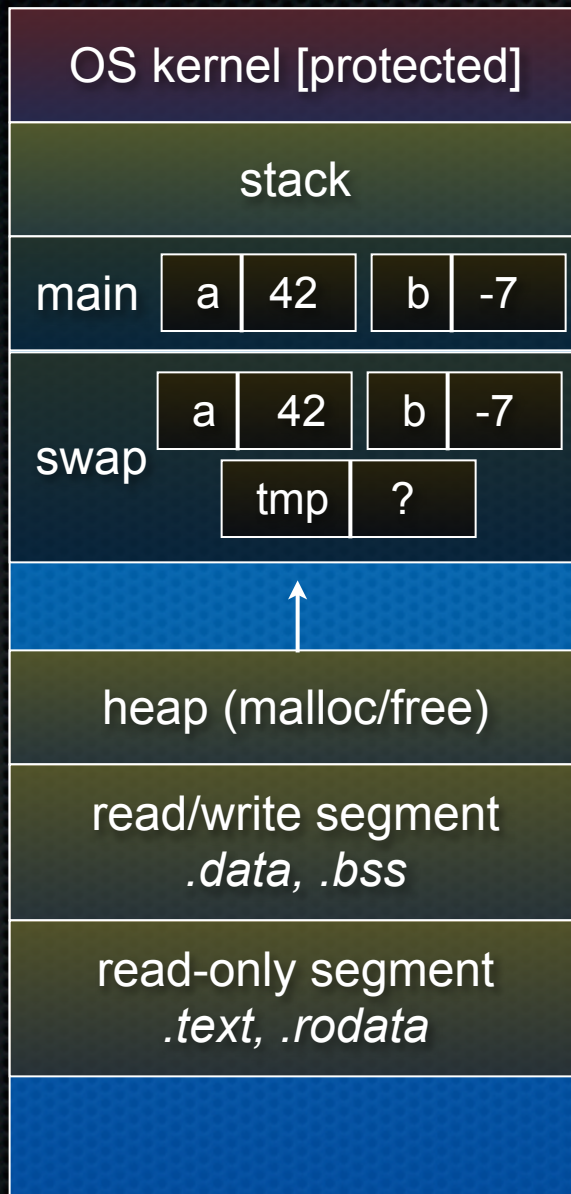 OS kernel [protected]
stack
main a 42 b -7
swap a 42 b -7
tmp ?
heap (malloc/free)
read/write segment
.data, .bss
read-only segment
.text, .rodata